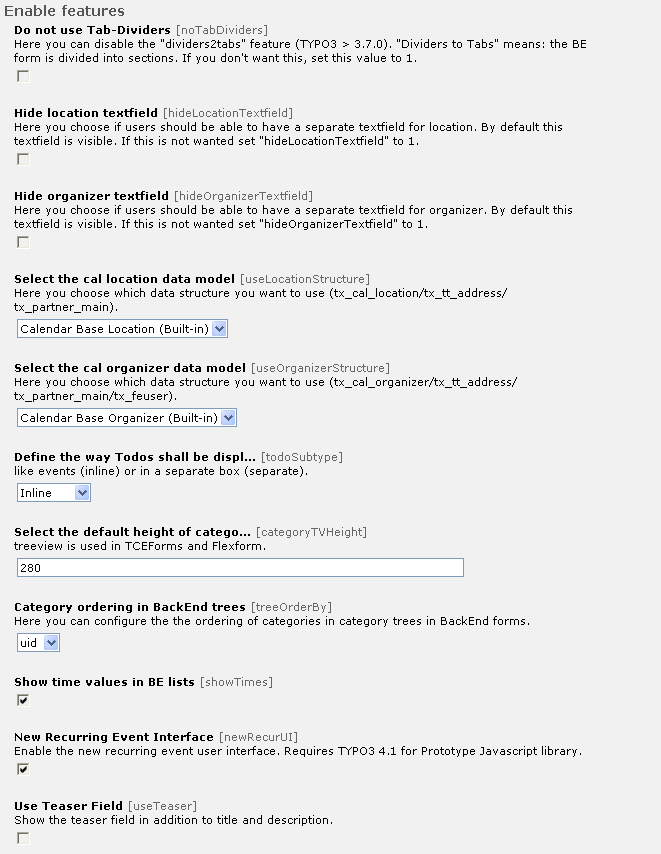 Enable features
Do not use Tab-Dividers [noTabDividers]
Here you can disable the "dividers2tabs" feature (TYPO3 > 3.7.0). "Dividers to Tabs" means: the BE
form is divided into sections. If you don't want this, set this value to 1.
Hide location textfield [hideLocationTextfield]
Here you choose if users should be able to have a separate textfield for location. By default this
textfield is visible. If this is not wanted set "hideLocationTextfield" to 1.
Hide organizer textfield [hideOrganizerTextfield]
Here you choose if users should be able to have a separate textfield for organizer. By default this
textfield is visible. If this is not wanted set "hideOrganizerTextfield" to 1.
Select the cal location data model [useLocationStructure]
Here you choose which data structure you want to use (tx_cal_location/tx_tt_address/
tx_partner_main).
Calendar Base Location (Built-in)
Select the cal organizer data model [useOrganizerStructure]
Here you choose which data structure you want to use (tx_cal_organizer/tx_tt_address/
tx_partner_main/tx_feuser).
Calendar Base Organizer (Built-in)
Define the way Todos shall be displ... [todoSubtype]
like events (inline) or in a separate box (separate).
Inline
Select the default height of catego... [categoryTVHeight]
treeview is used in TCEForms and Flexform.
280
Category ordering in BackEnd trees [treeOrderBy]
Here you can configure the the ordering of categories in category trees in BackEnd forms.
uid
Show time values in BE lists [showTimes]
New Recurring Event Interface [newRecurUI]
Enable the new recurring event user interface. Requires TYPO3 4.1 for Prototype Javascript library.
Use Teaser Field [useTeaser]
Show the teaser field in addition to title and description.